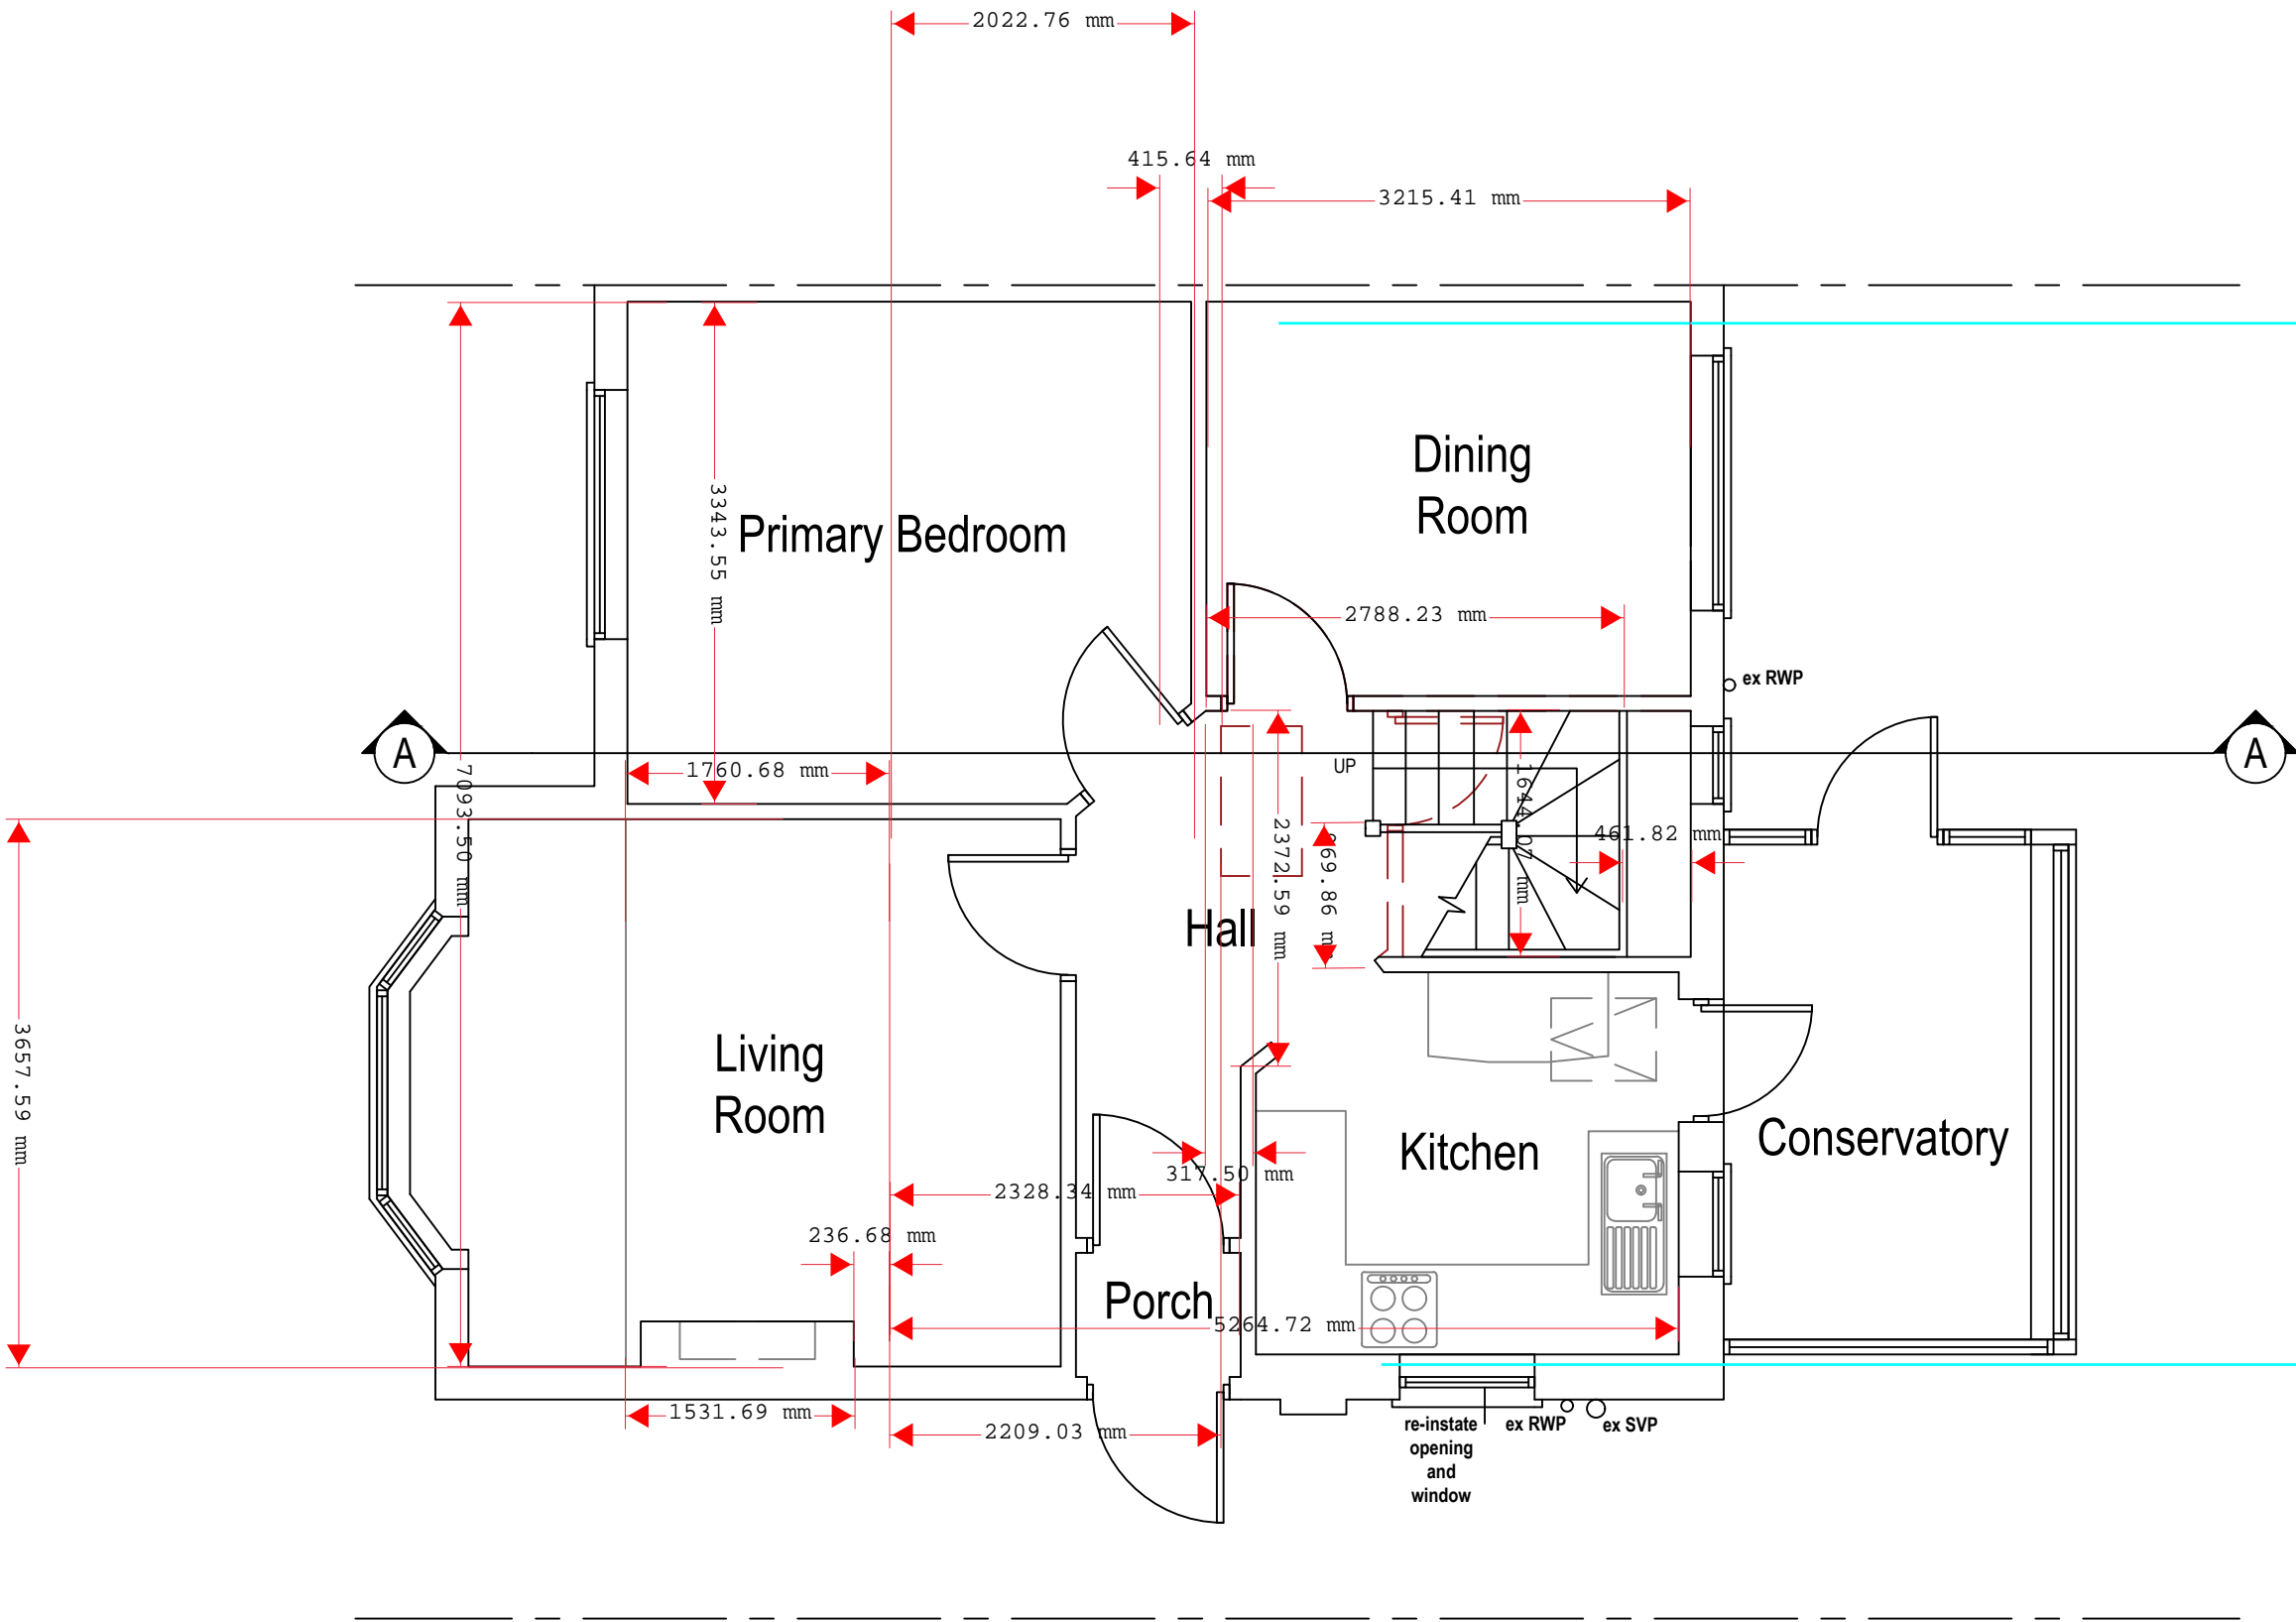 2022.76 mm
415.64 mm
3215.41 mm
Dining
Room
3343.55 mm
Primary Bedroom
2788.23 mm
ex RWP
A
A
UP
1760.68 mm
7093.50 mm
1644.07 mm
461.82 mm
2372.59 mm
Hall
3657.59 mm
Living
Room
Kitchen
Conservatory
317.50 mm
2328.34 mm
236.68 mm
Porch
5264.72 mm
1531.69 mm
2209.03 mm
re-instate
opening
and
window
ex RWP
ex SVP